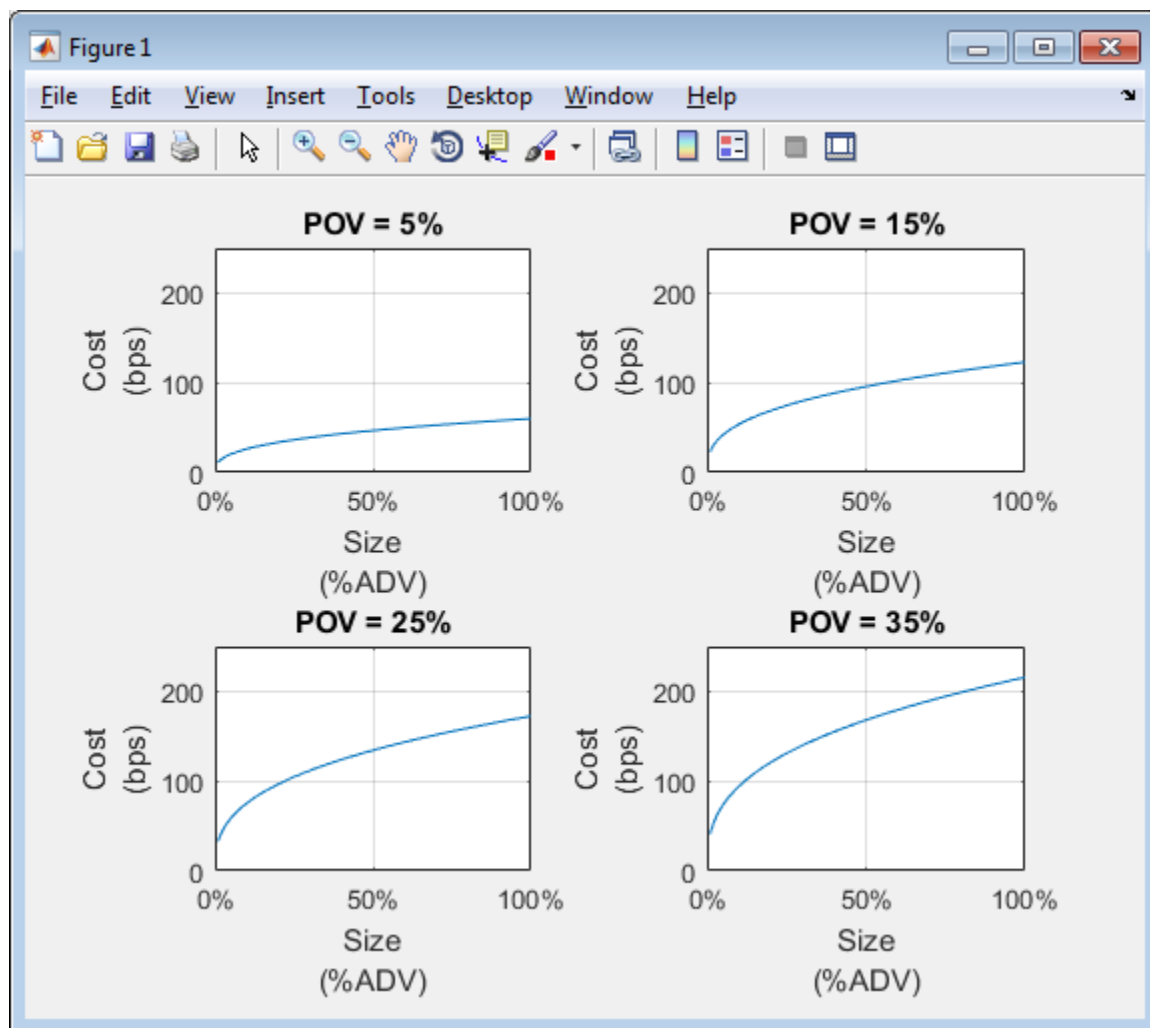 Figure 1
File Edit View Insert Tools Desktop Window Help
POV = 5%
200
100
0
Cost
(bps)
0% 50% 100%
Size
(%ADV)
POV = 15%
200
100
0
Cost
(bps)
0% 50% 100%
Size
(%ADV)
POV = 25%
200
100
0
Cost
(bps)
0% 50% 100%
Size
(%ADV)
POV = 35%
200
100
0
Cost
(bps)
0% 50% 100%
Size
(%ADV)